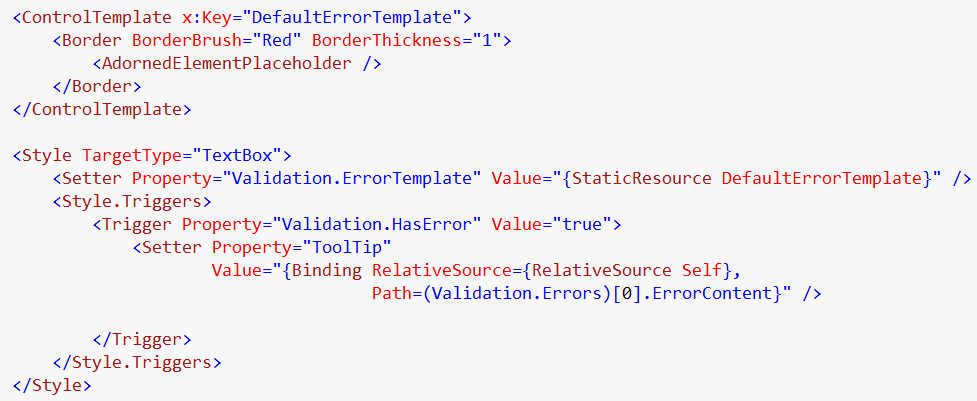 <ControlTemplate x:Key="DefaultErrorTemplate">
    <Border BorderBrush="Red" BorderThickness="1">
        <AdornedElementPlaceholder />
    </Border>
</ControlTemplate>

<Style TargetType="TextBox">
    <Setter Property="Validation.ErrorTemplate" Value="{StaticResource DefaultErrorTemplate}" />
    <Style.Triggers>
        <Trigger Property="Validation.HasError" Value="true">
            <Setter Property="ToolTip"
                    Value="{Binding RelativeSource={RelativeSource Self},
                                    Path=(Validation.Errors)[0].ErrorContent}" />

        </Trigger>
    </Style.Triggers>
</Style>